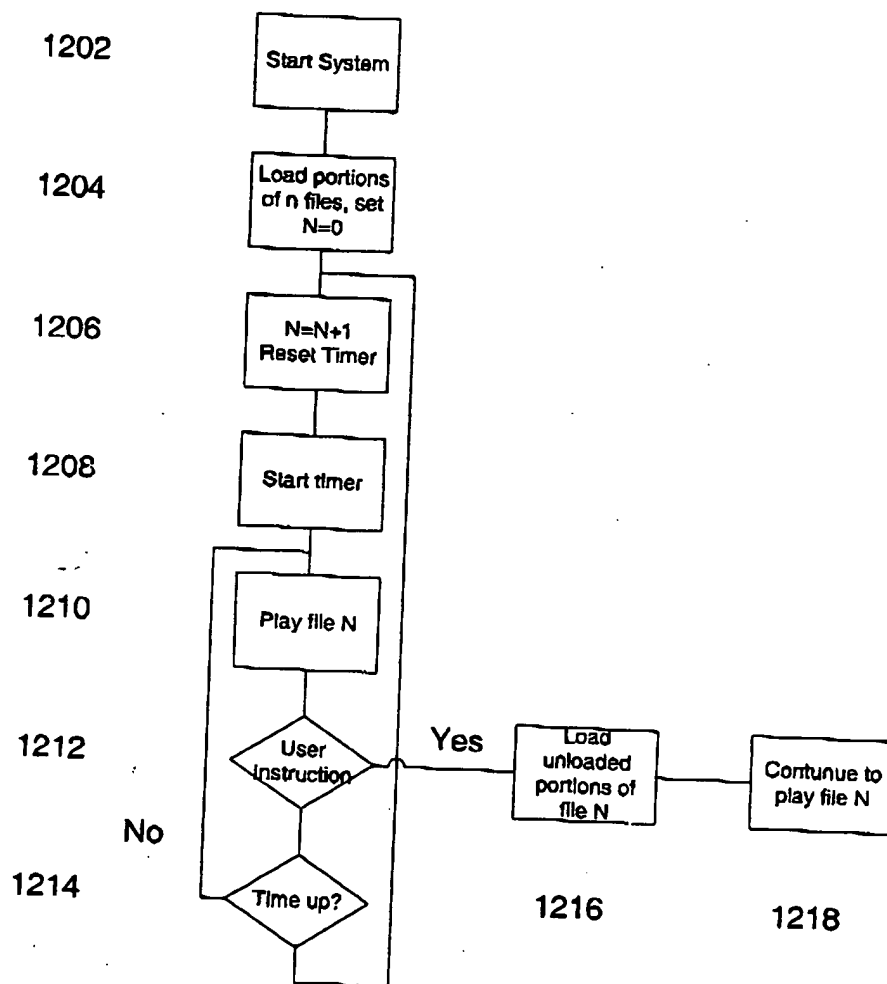 1202
Start System
1204
Load portions
of n files, set
N=0
1206
N=N+1
Reset Timer
1208
Start timer
1210
Play file N
1212
User
instruction
Yes
Load
unloaded
portions of
file N
Contunue to
play file N
No
1214
Time up?
1216
1218